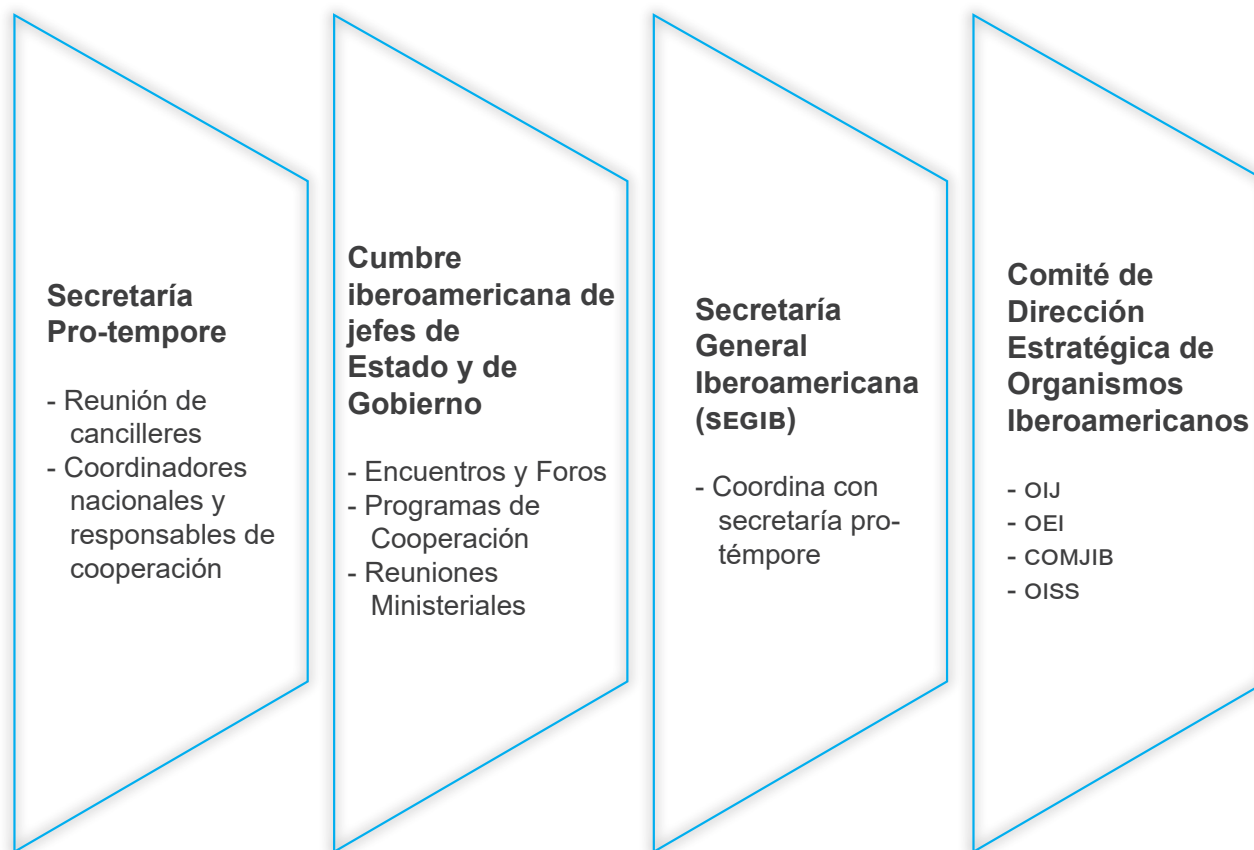 Secretaría
Pro-tempore
- Reunión de
cancilleres
- Coordinadores
nacionales y
responsables de
cooperación
Cumbre
iberoamericana de
jefes de
Estado y de
Gobierno
- Encuentros y Foros
- Programas de
Cooperación
- Reuniones
Ministeriales
Secretaría
General
Iberoamericana
(SEGIB)
- Coordina con
secretaría pro-
témpore
Comité de
Dirección
Estratégica de
Organismos
Iberoamericanos
- OIJ
- OEI
- COMJIB
- OISS